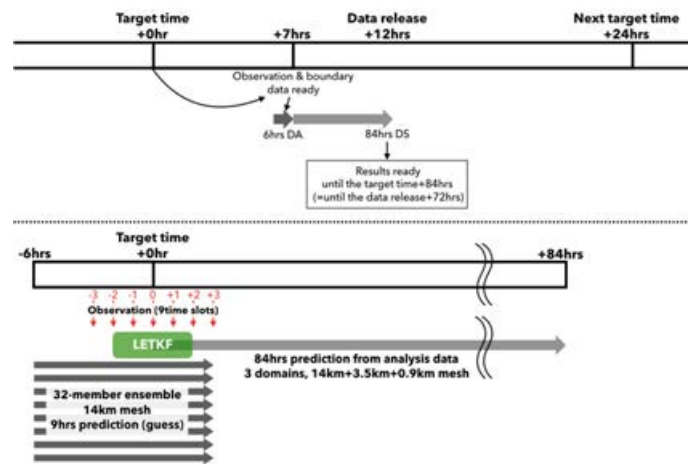 Target time
+0hr
+7hrs
Data release
+12hrs
Next target time
+24hrs
Observation & boundary
data ready
6hrs DA
84hrs DS
Results ready
until the target time+84hrs
(=until the data release+72hrs)
Target time
-6hrs
+0hr
+84hrs
-3 -2 -1 0 +1 +2 +3
Observation (9time slots)
LETKF
84hrs prediction from analysis data
3 domains, 14km+3.5km+0.9km mesh
32-member ensemble
14km mesh
9hrs prediction (guess)